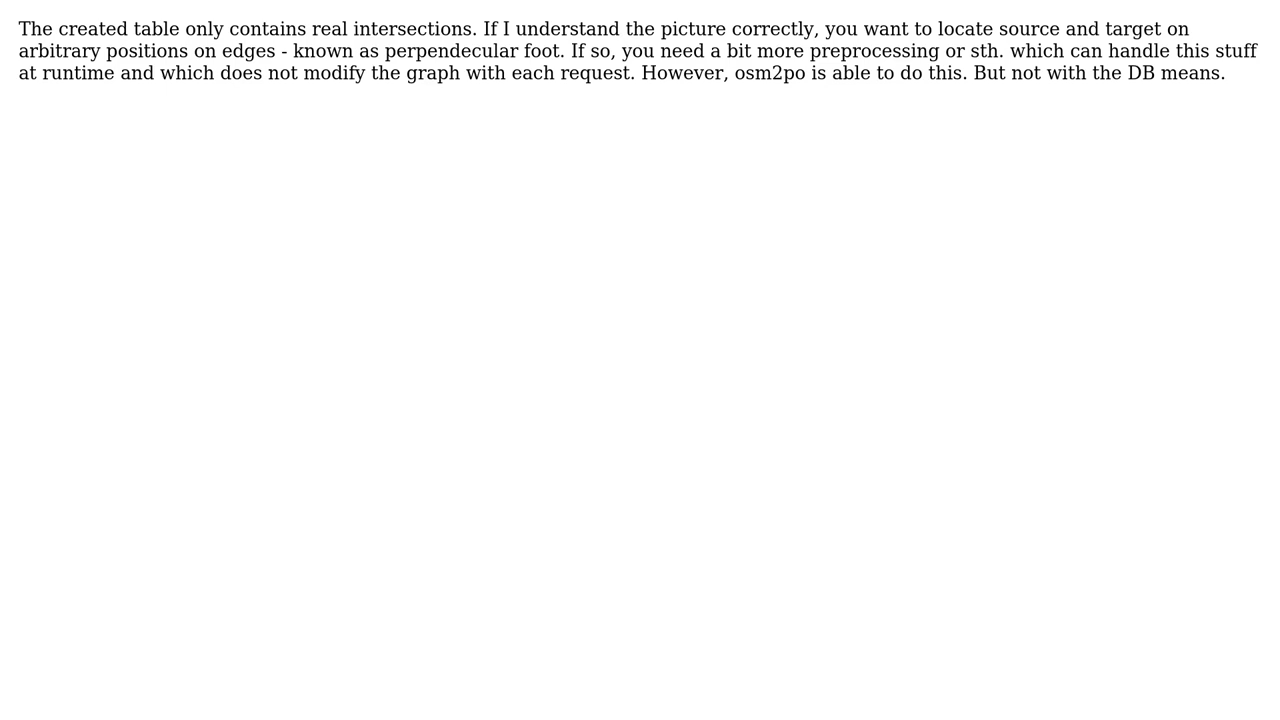 The created table only contains real intersections. If I understand the picture correctly, you want to locate source and target on
arbitrary positions on edges - known as perpendecular foot. If so, you need a bit more preprocessing or sth. which can handle this stuff
at runtime and which does not modify the graph with each request. However, osm2po is able to do this. But not with the DB means.